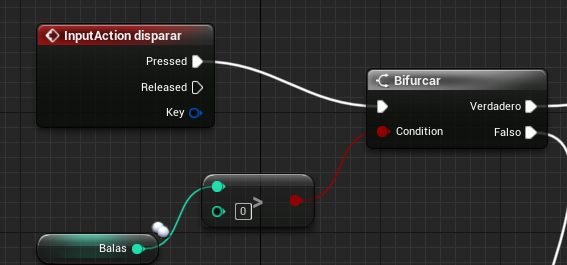 InputAction disparar
Pressed
Released
Key
Bifurcar
Verdadero
Condition
Falso
>
0
Balas